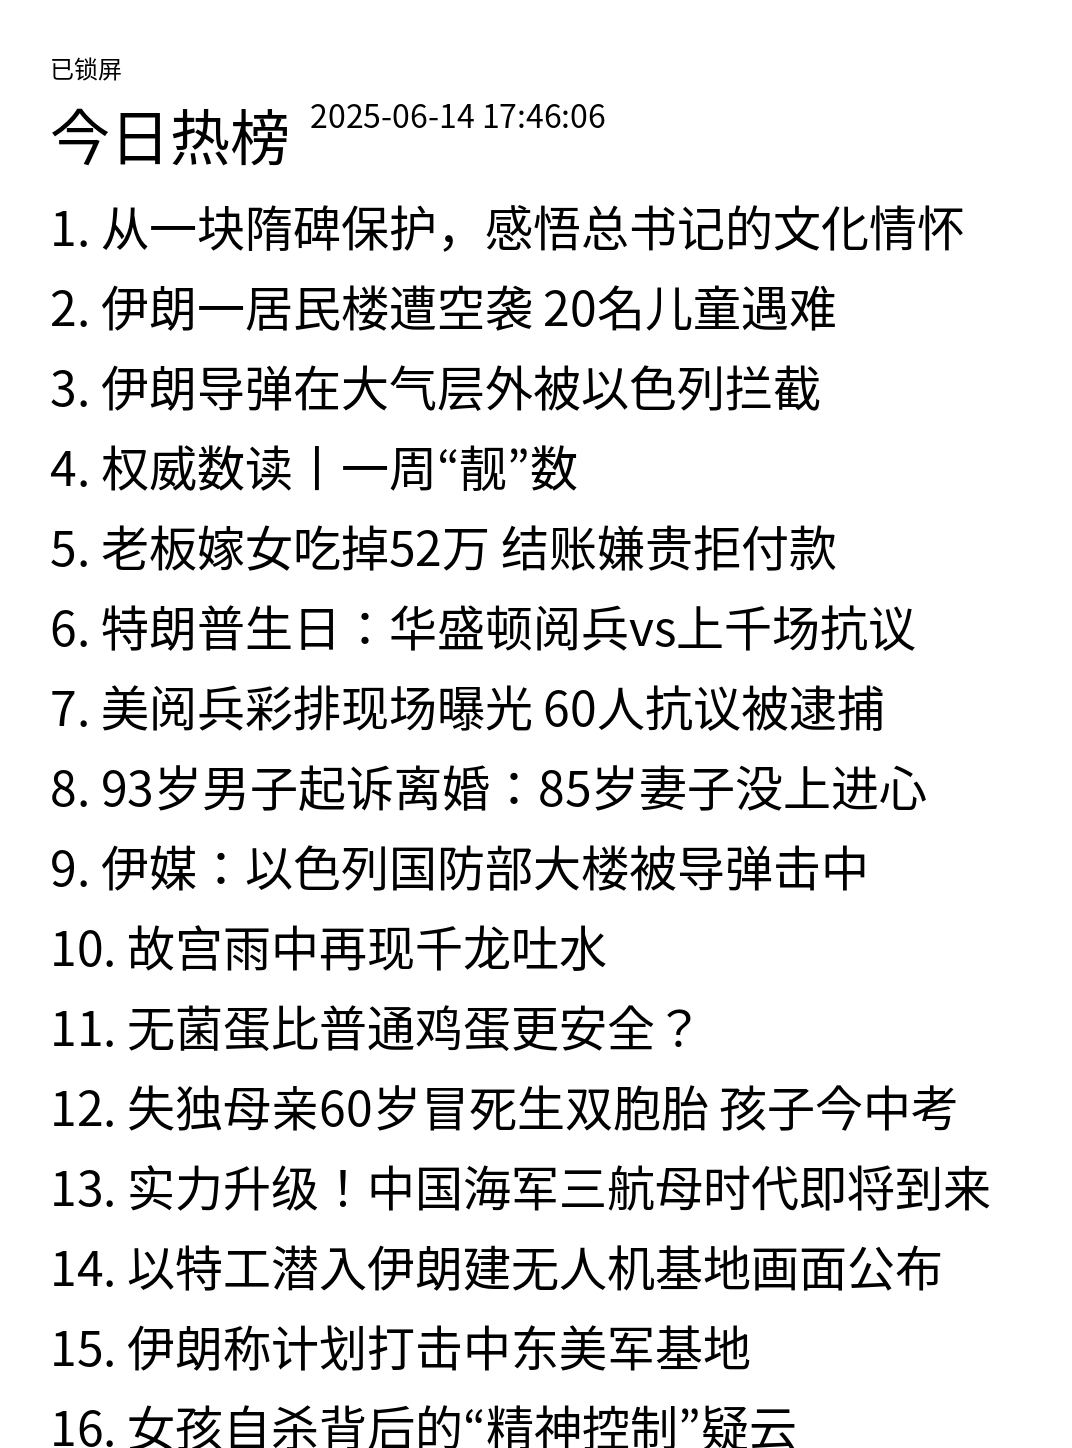 已锁屏
今日热榜 2025-06-14 17:46:06
1. 从一块隋碑保护，感悟总书记的文化情怀
2. 伊朗一居民楼遭空袭 20名儿童遇难
3. 伊朗导弹在大气层外被以色列拦截
4. 权威数读丨一周“靓”数
5. 老板嫁女吃掉52万 结账嫌贵拒付款
6. 特朗普生日：华盛顿阅兵vs上千场抗议
7. 美阅兵彩排现场曝光 60人抗议被逮捕
8. 93岁男子起诉离婚：85岁妻子没上进心
9. 伊媒：以色列国防部大楼被导弹击中
10. 故宫雨中再现千龙吐水
11. 无菌蛋比普通鸡蛋更安全？
12. 失独母亲60岁冒死生双胞胎 孩子今中考
13. 实力升级！中国海军三航母时代即将到来
14. 以特工潜入伊朗建无人机基地画面公布
15. 伊朗称计划打击中东美军基地
16. 女孩自杀背后的“精神控制”疑云